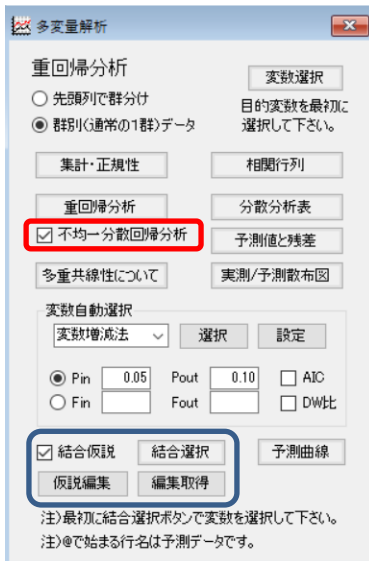 多変量解析
重回帰分析
変数選択
先頭列で群分け
目的変数を最初に
群別(通常の1群)データ
選択して下さい。
集計・正規性
相関行列
重回帰分析
分散分析表
不均一分散回帰分析
予測値と残差
多重共線性について
実測/予測散布図
変数自動選択
変数増減法
選択
設定
Pin 0.05 Pout 0.10 AIC
Fin Fout DW比
結合仮説
結合選択
予測曲線
仮説編集
編集取得
注)最初に結合選択ボタンで変数を選択して下さい。
注)@で始まる行名は予測データです。